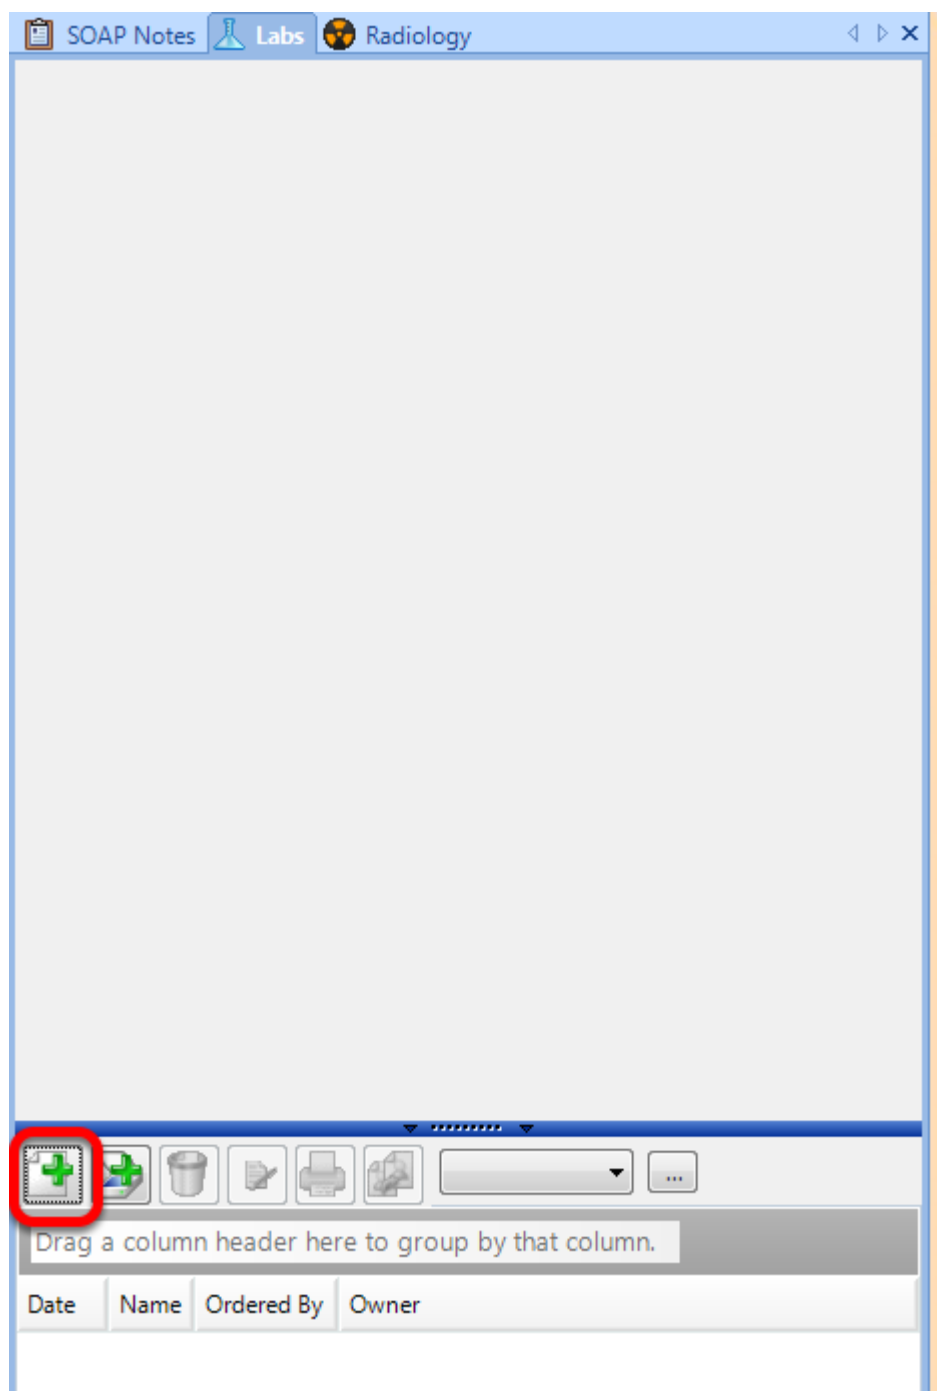 SOAP Notes Labs Radiology
...
Drag a column header here to group by that column.
Date Name Ordered By Owner